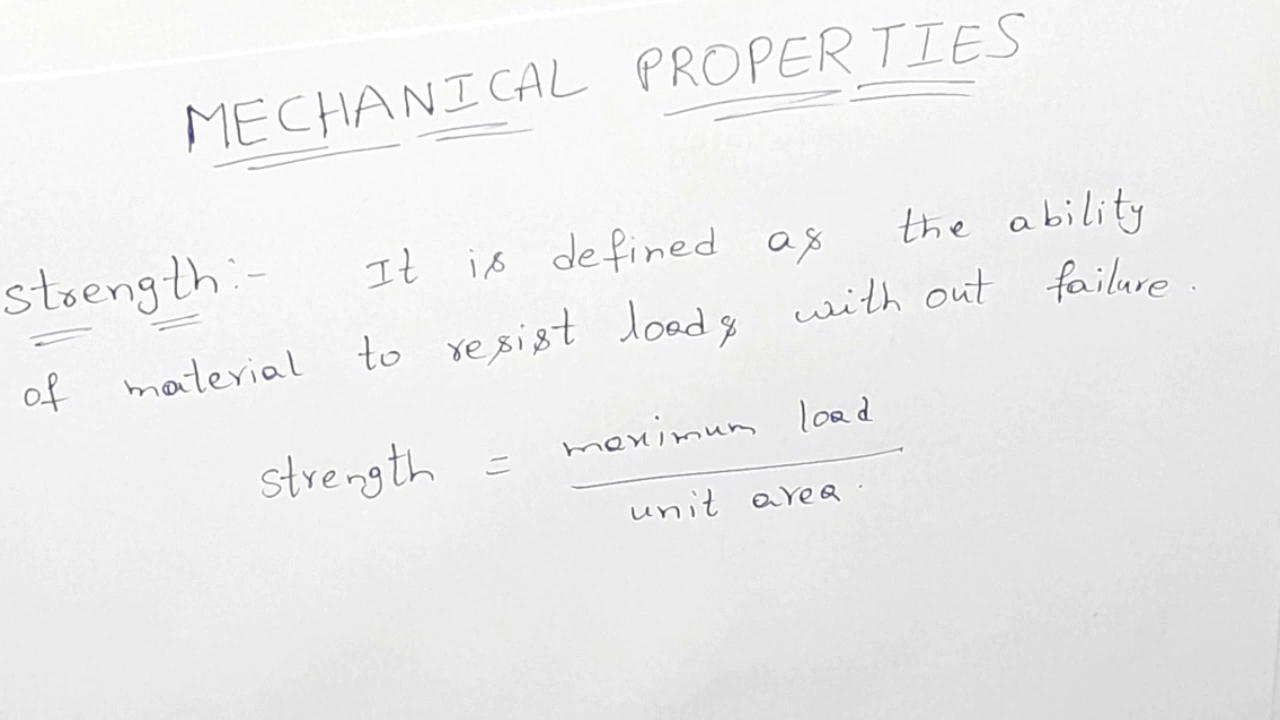 MECHANICAL PROPERTIES
strength:- It is defined as the ability
of material to resist loads with out failure.
strength = maximum load
unit area.